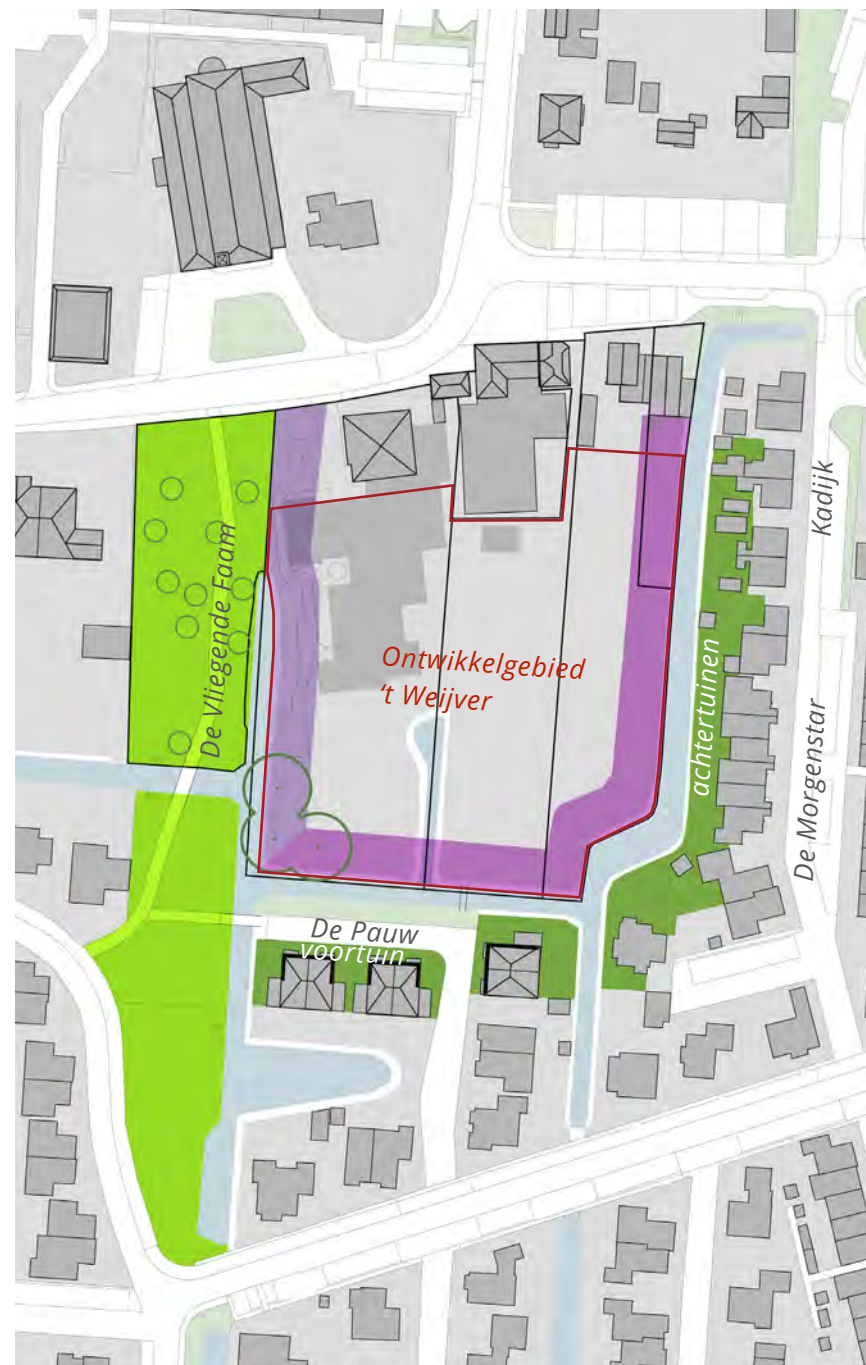 Kadijk
De Vliegende Faam
Ontwikkelgebied
‘t Weijver
achtertuinen
De Morgenstar
De Pauw
voortuin